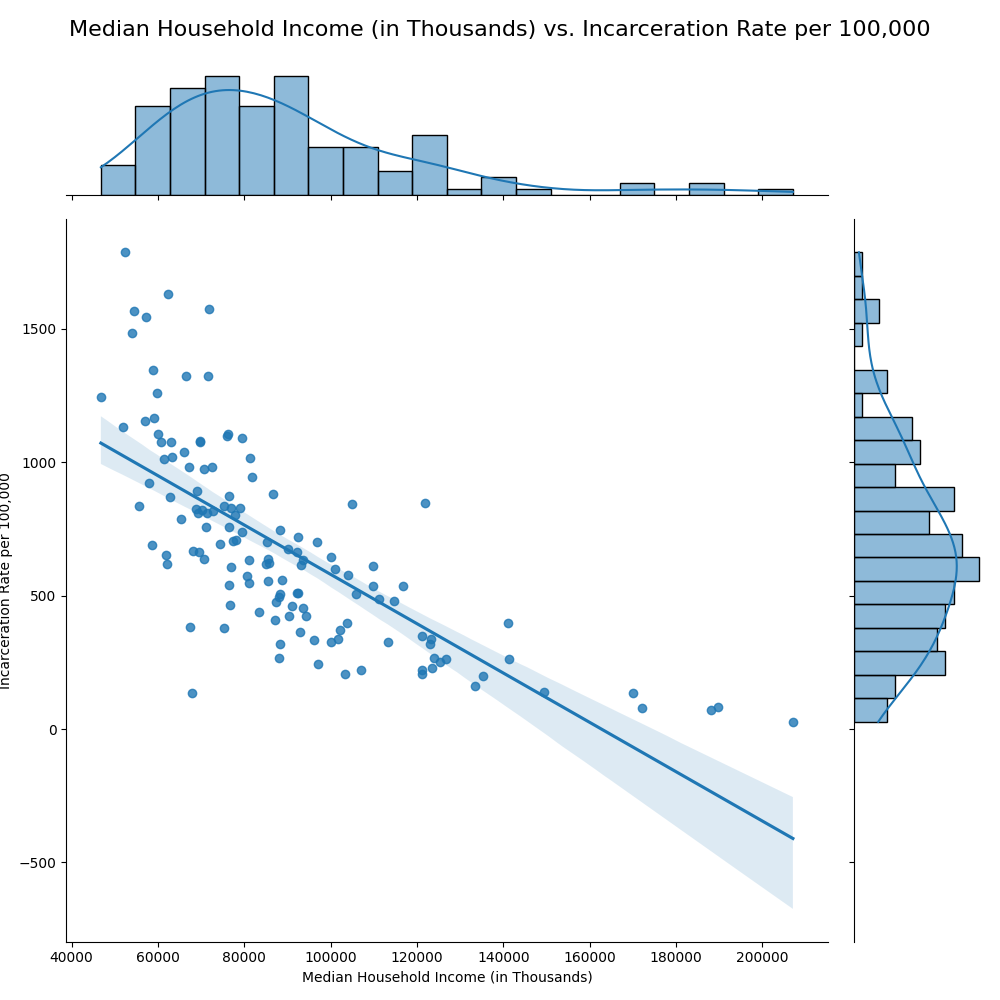 Median Household Income (in Thousands) vs. Incarceration Rate per 100,000
1500
1000
500
0
−500
Incarceration Rate per 100,000
40000 60000 80000 100000 120000 140000 160000 180000 200000
Median Household Income (in Thousands)